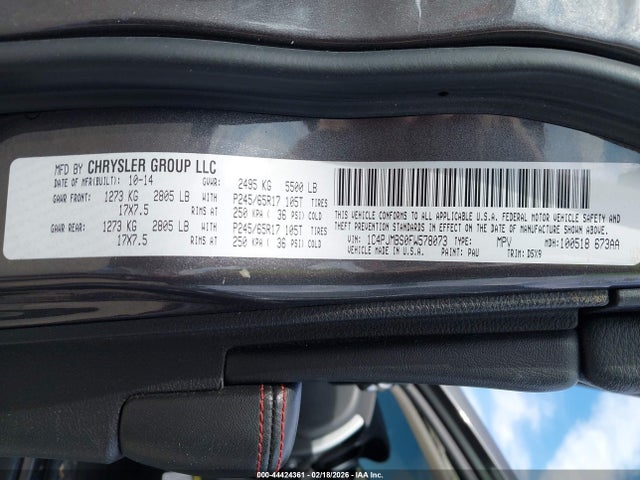 MFD BY CHRYSLER GROUP LLC
DATE OF MFR(BUILT): 10-14 GVWR: 2495 KG 5500 LB
GAWR FRONT: 1273 KG 2805 LB WITH P245/65R17 105T TIRES
17X7.5 RIMS AT 250 KPA ( 36 PSI) COLD
GAWR REAR: 1273 KG 2805 LB WITH P245/65R17 105T TIRES
17X7.5 RIMS AT 250 KPA ( 36 PSI) COLD
THIS VEHICLE CONFORMS TO ALL APPLICABLE U.S.A. FEDERAL MOTOR VEHICLE SAFETY AND
THEFT PREVENTION STANDARDS IN EFFECT ON THE DATE OF MANUFACTURE SHOWN ABOVE.
VIN: 1C4PJMBS0FW578073 TYPE: MPV MDH: 100518 673AA
VEHICLE MADE IN U.S.A. PAINT: PAU TRIM: D5X9
000-44424361 - 02/18/2026 - IAA Inc.